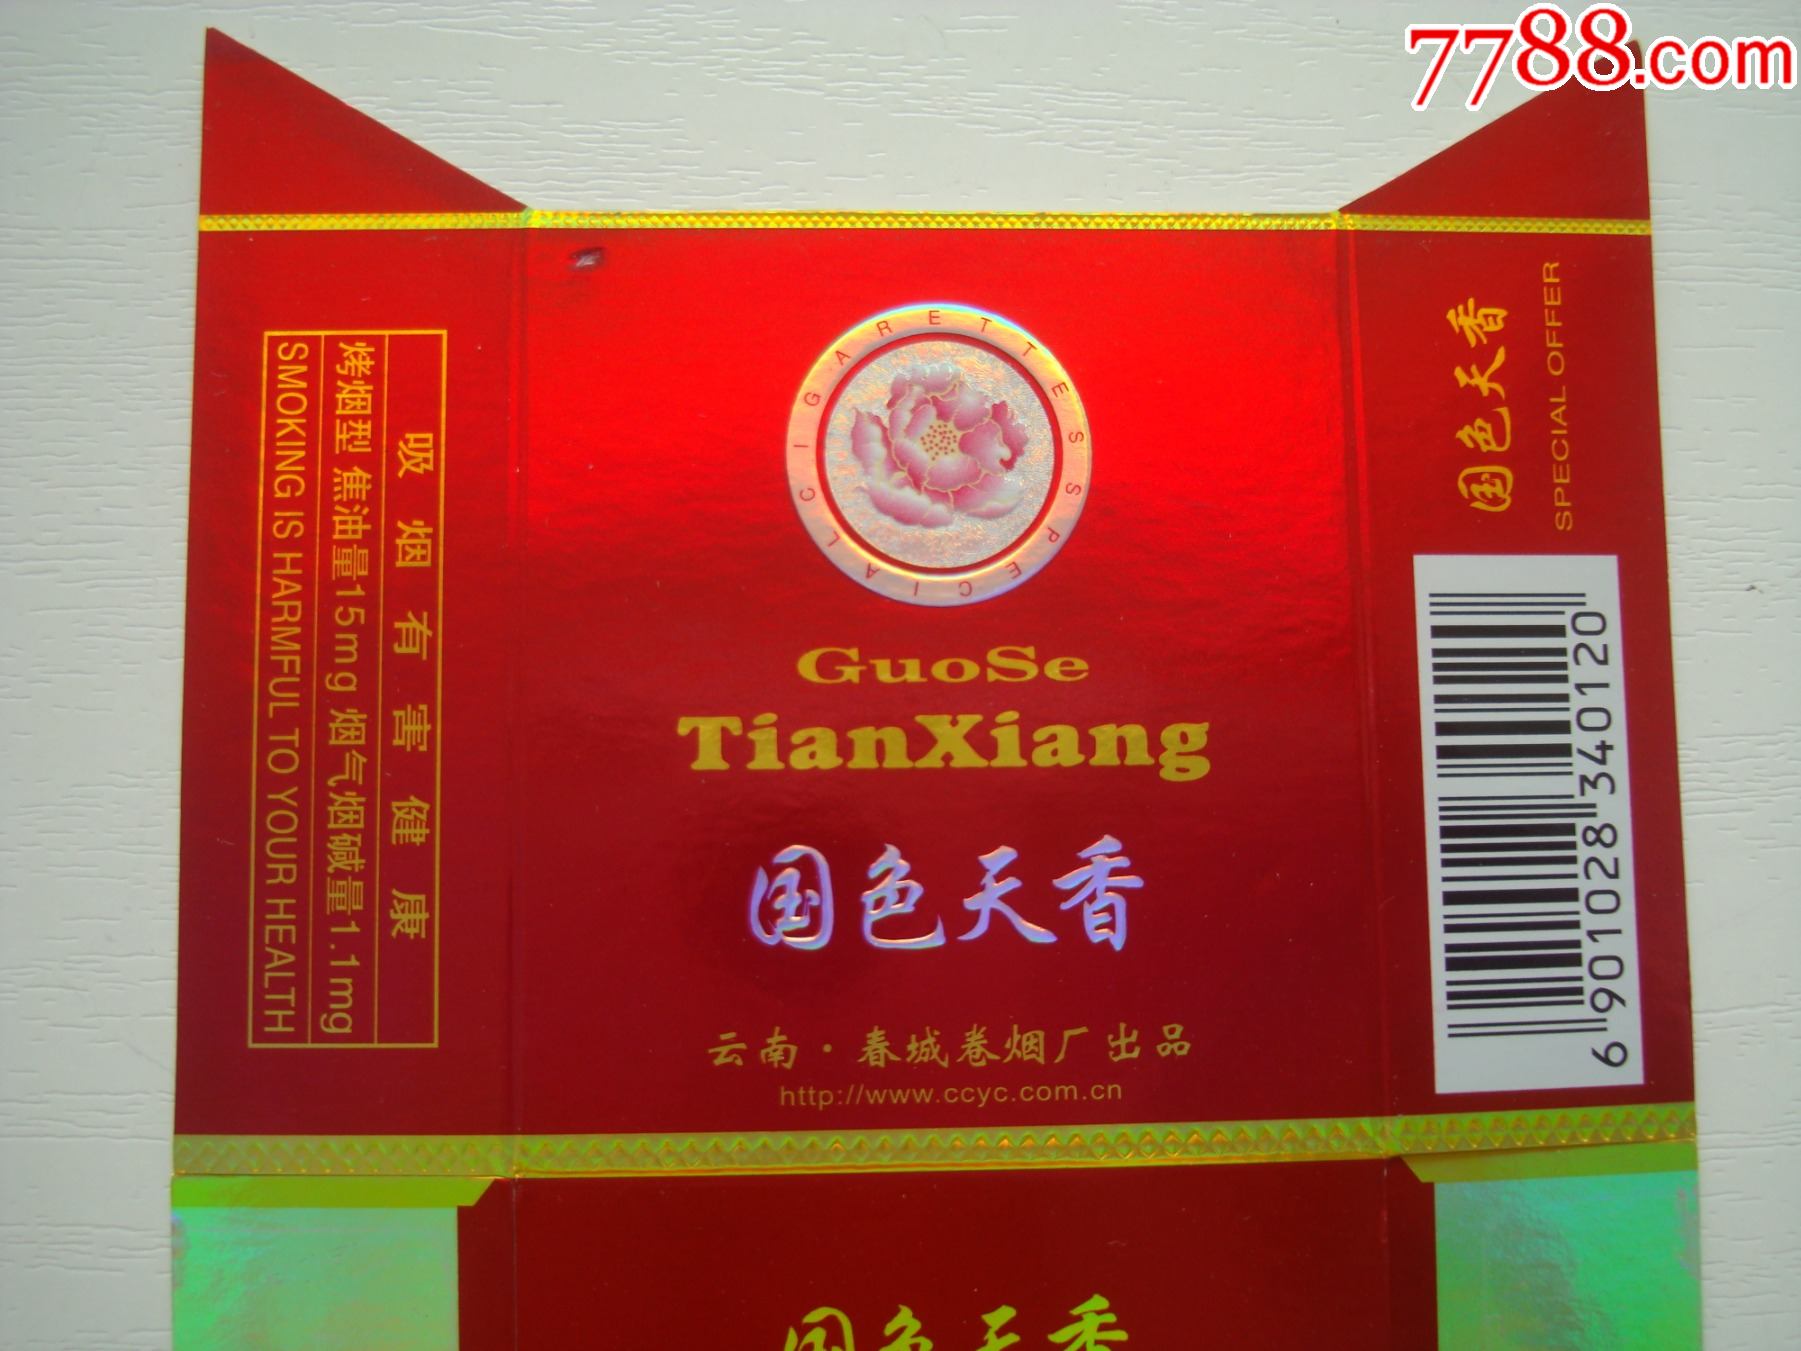 7788.com
吸烟有害健康
烤烟型 焦油量15mg 烟气烟碱量1.1mg
SMOKING IS HARMFUL TO YOUR HEALTH
SPECIAL CIGARETTES
GuoSe
TianXiang
国色天香
云南·春城卷烟厂出品
http://www.ccyc.com.cn
国色天香
SPECIAL OFFER
6 901028 340120
国色天香